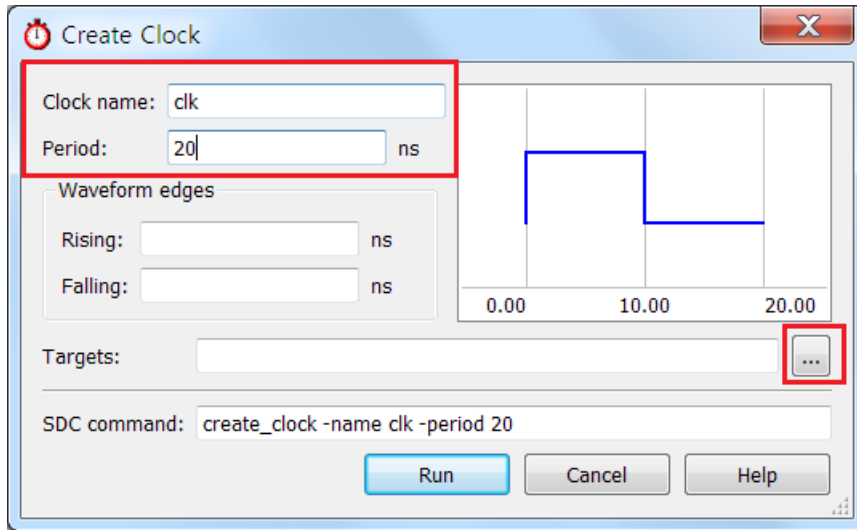 Create Clock
Clock name: clk
Period: 20 ns
Waveform edges
Rising: ns
Falling: ns
0.00 10.00 20.00
Targets: ...
SDC command: create_clock -name clk -period 20
Run Cancel Help